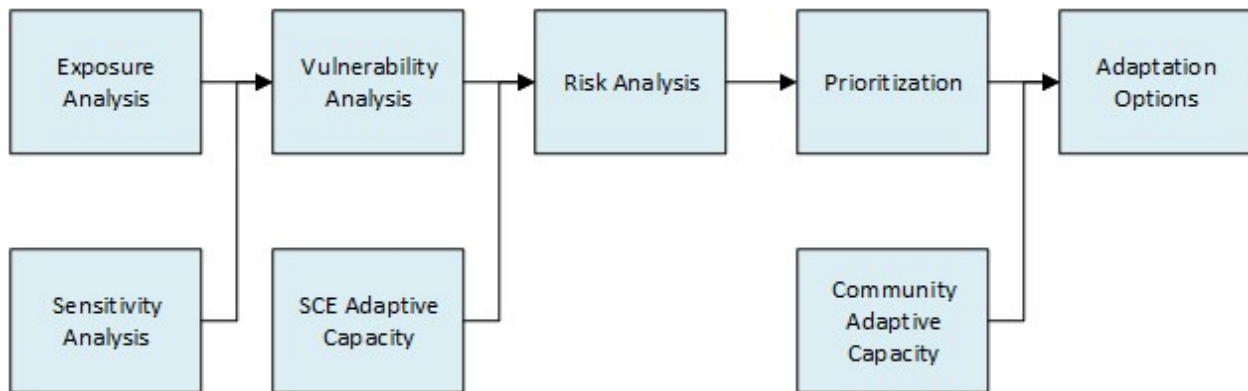 Exposure
Analysis
Vulnerability
Analysis
Risk Analysis
Prioritization
Adaptation
Options
Sensitivity
Analysis
SCE Adaptive
Capacity
Community
Adaptive
Capacity